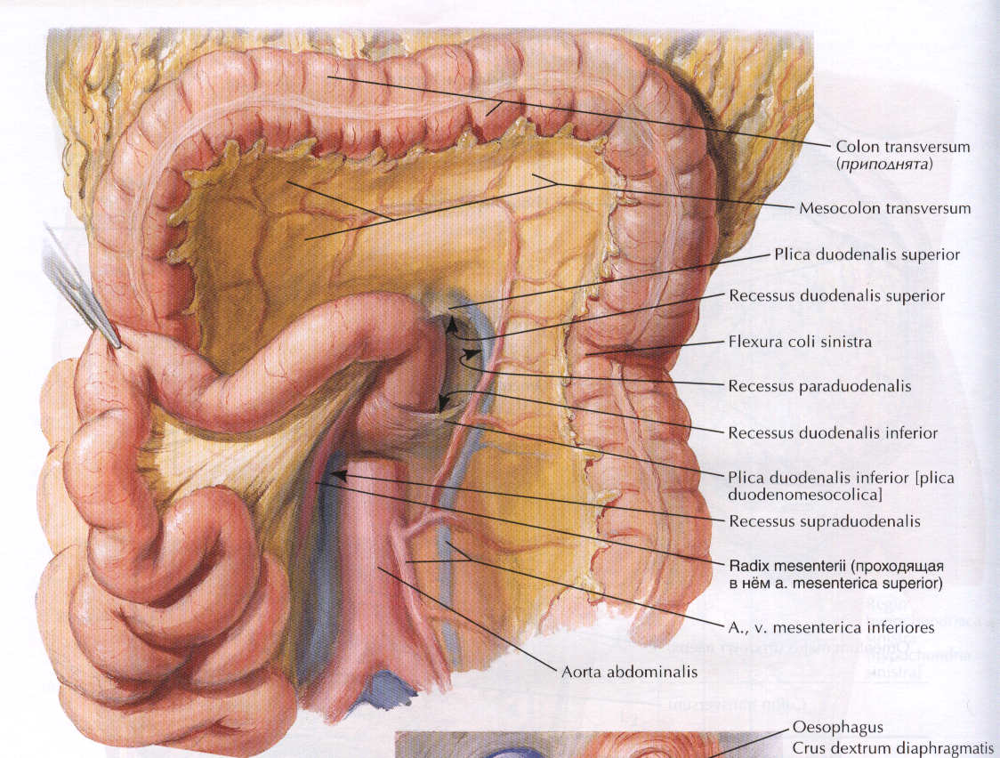 Colon transversum
(приподнята)
Mesocolon transversum
Plica duodenalis superior
Recessus duodenalis superior
Flexura coli sinistra
Recessus paraduodenalis
Recessus duodenalis inferior
Plica duodenalis inferior [plica
duodenomesocolica]
Recessus supraduodenalis
Radix mesenterii (проходящая
в нём a. mesenterica superior)
A., v. mesenterica inferiores
Aorta abdominalis
Oesophagus
Crus dextrum diaphragmatis